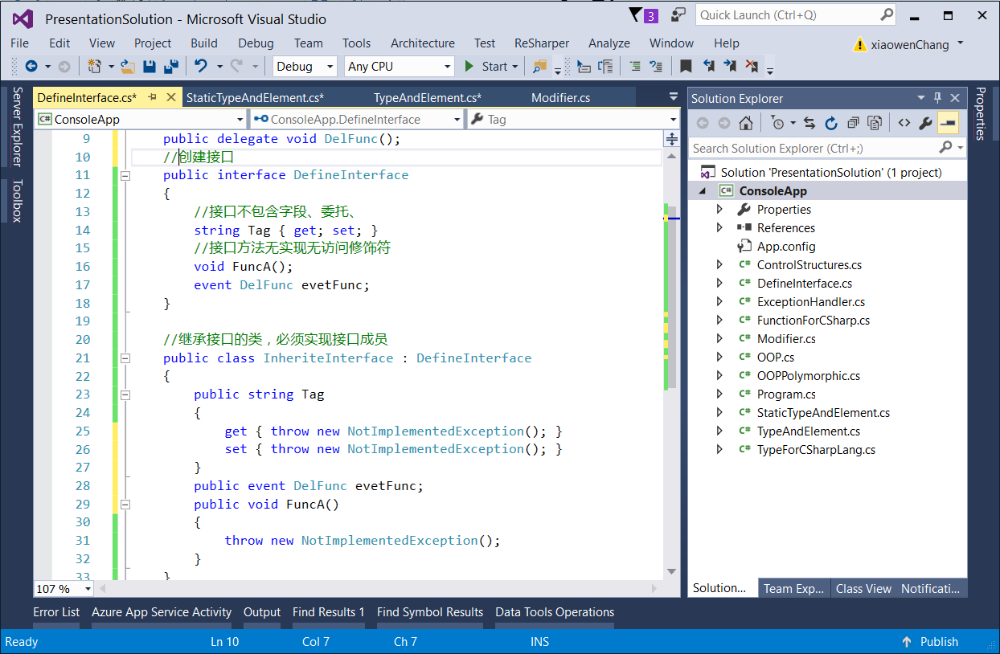 PresentationSolution - Microsoft Visual Studio
3
Quick Launch (Ctrl+Q)
File Edit View Project Build Debug Team Tools Architecture Test ReSharper Analyze Window Help
xiaowenChang
Debug Any CPU Start
Server Explorer
Toolbox
DefineInterface.cs* StaticTypeAndElement.cs* TypeAndElement.cs* Modifier.cs
C# ConsoleApp ConsoleApp.DefineInterface Tag
9 public delegate void DelFunc();
10 //创建接口
11 public interface DefineInterface
12 {
13 //接口不包含字段、委托、
14 string Tag { get; set; }
15 //接口方法无实现无访问修饰符
16 void FuncA();
17 event DelFunc evetFunc;
18 }
19
20 //继承接口的类，必须实现接口成员
21 public class InheriteInterface : DefineInterface
22 {
23 public string Tag
24 {
25 get { throw new NotImplementedException(); }
26 set { throw new NotImplementedException(); }
27 }
28 public event DelFunc evetFunc;
29 public void FuncA()
30 {
31 throw new NotImplementedException();
32 }
33 }
107 %
Solution Explorer
Search Solution Explorer (Ctrl+;)
Solution 'PresentationSolution' (1 project)
C# ConsoleApp
Properties
References
App.config
C# ControlStructures.cs
C# DefineInterface.cs
C# ExceptionHandler.cs
C# FunctionForCSharp.cs
C# Modifier.cs
C# OOP.cs
C# OOPPolymorphic.cs
C# Program.cs
C# StaticTypeAndElement.cs
C# TypeAndElement.cs
C# TypeForCSharpLang.cs
Solution... Team Exp... Class View Notificati...
Properties
Error List Azure App Service Activity Output Find Results 1 Find Symbol Results Data Tools Operations
Ready Ln 10 Col 7 Ch 7 INS Publish